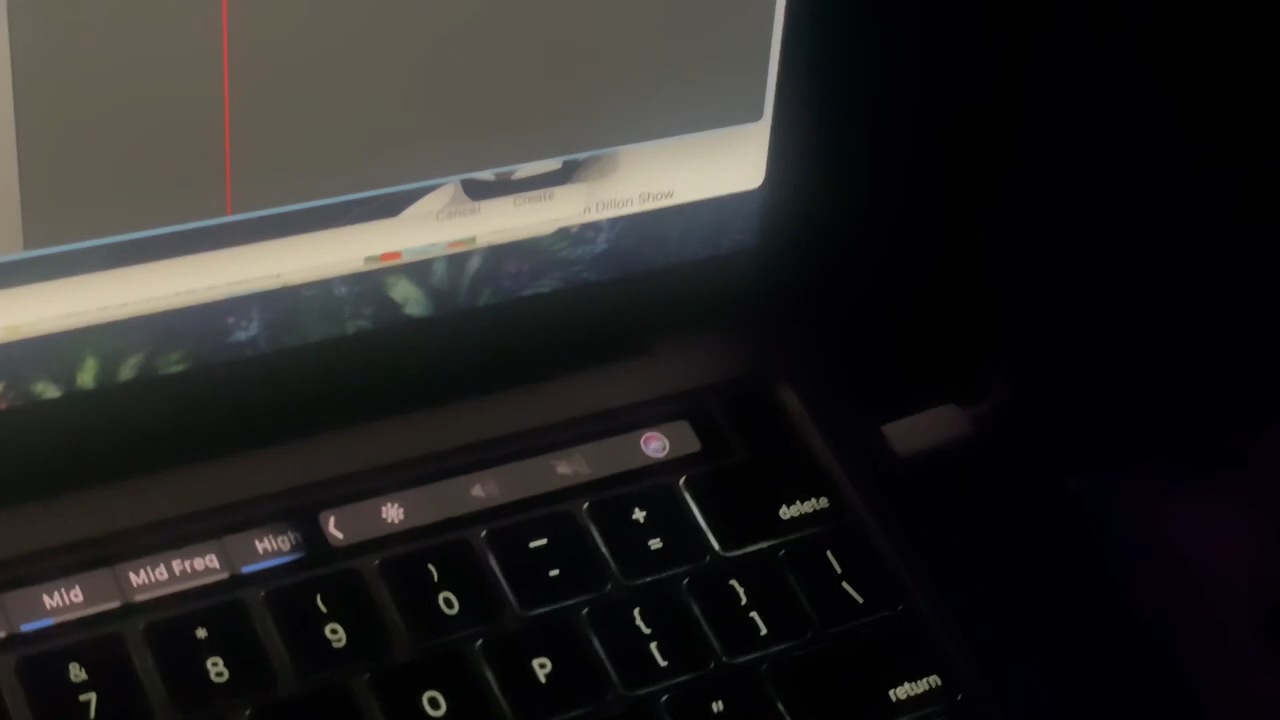 Cancel Create
n Dillon Show
Mid Mid Freq High
delete
& 7 * 8 ( 9 ) 0 — - + =
O P { [ } ] | \
"
return